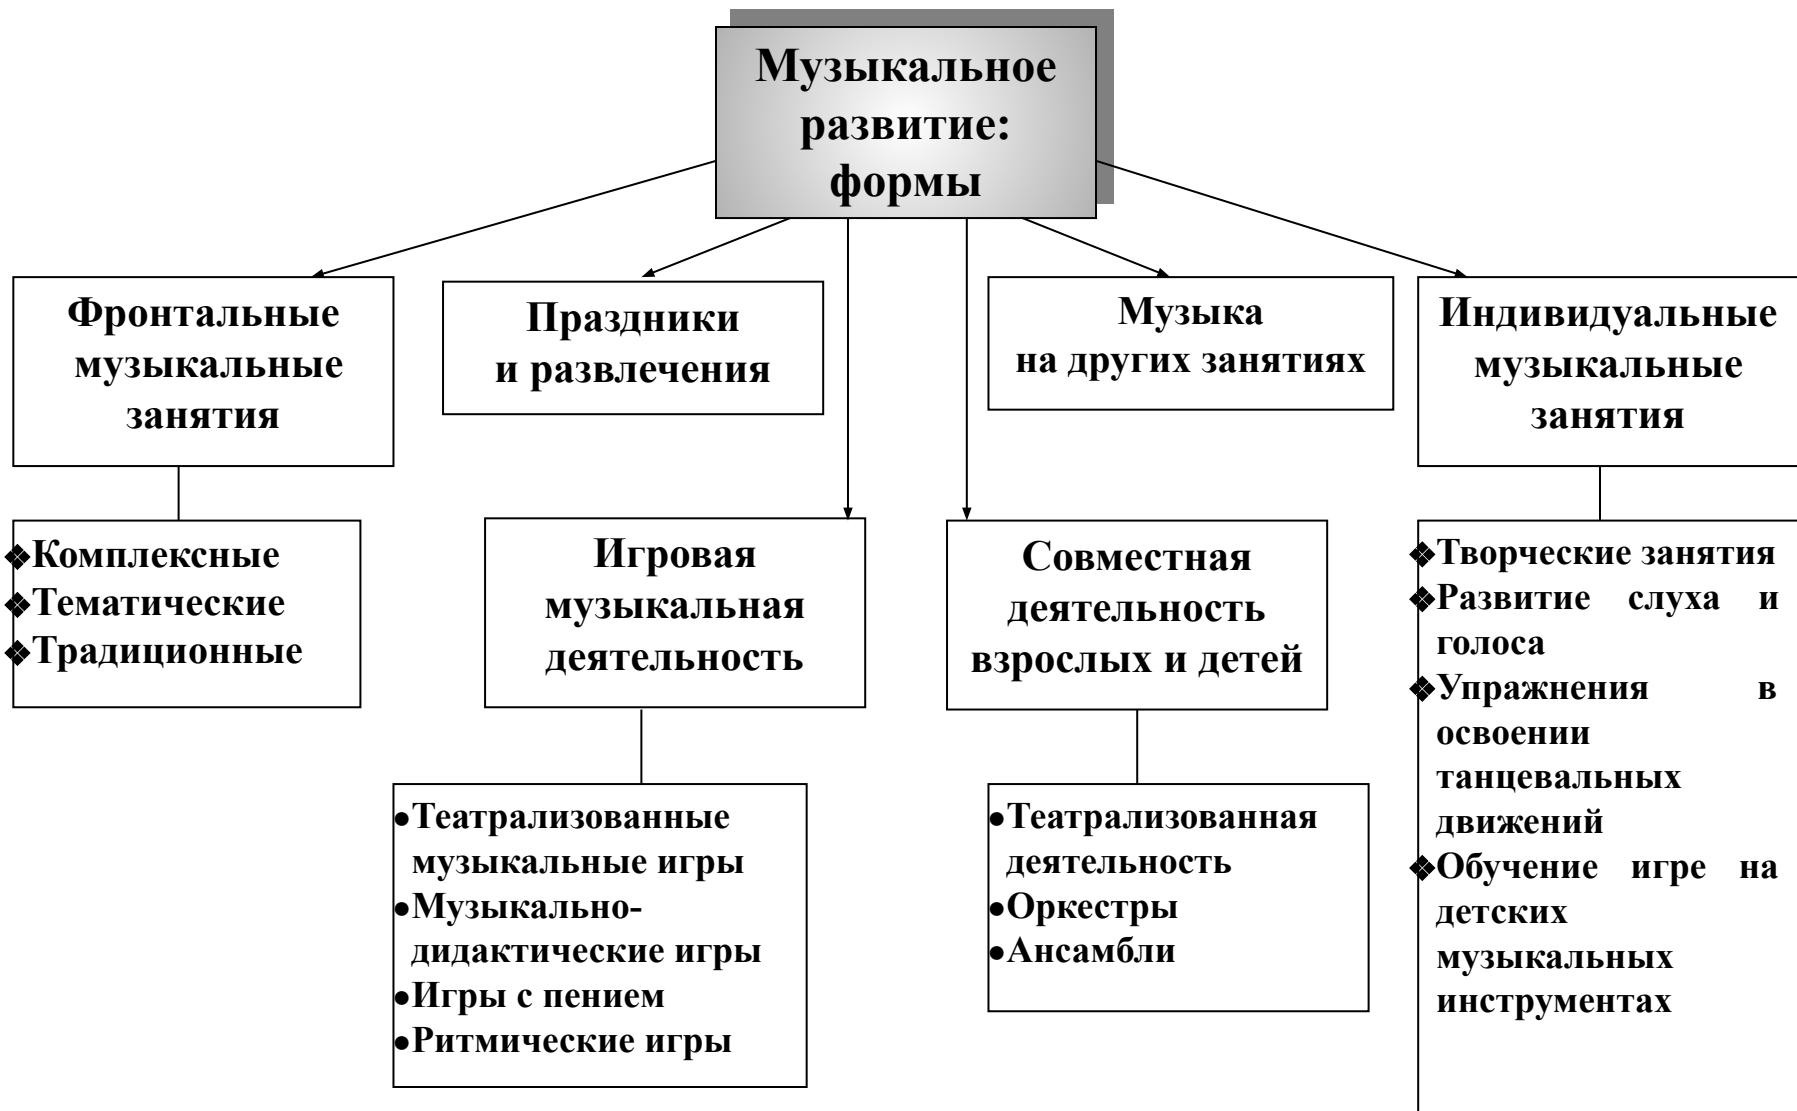 Музыкальное
развитие:
формы
Фронтальные
музыкальные
занятия
Праздники
и развлечения
Музыка
на других занятиях
Индивидуальные
музыкальные
занятия
❖Комплексные
❖Тематические
❖Традиционные
Игровая
музыкальная
деятельность
Совместная
деятельность
взрослых и детей
❖Творческие занятия
❖Развитие слуха и
голоса
❖Упражнения в
освоении
танцевальных
движений
❖Обучение игре на
детских
музыкальных
инструментах
•Театрализованные
музыкальные игры
•Музыкально-
дидактические игры
•Игры с пением
•Ритмические игры
•Театрализованная
деятельность
•Оркестры
•Ансамбли